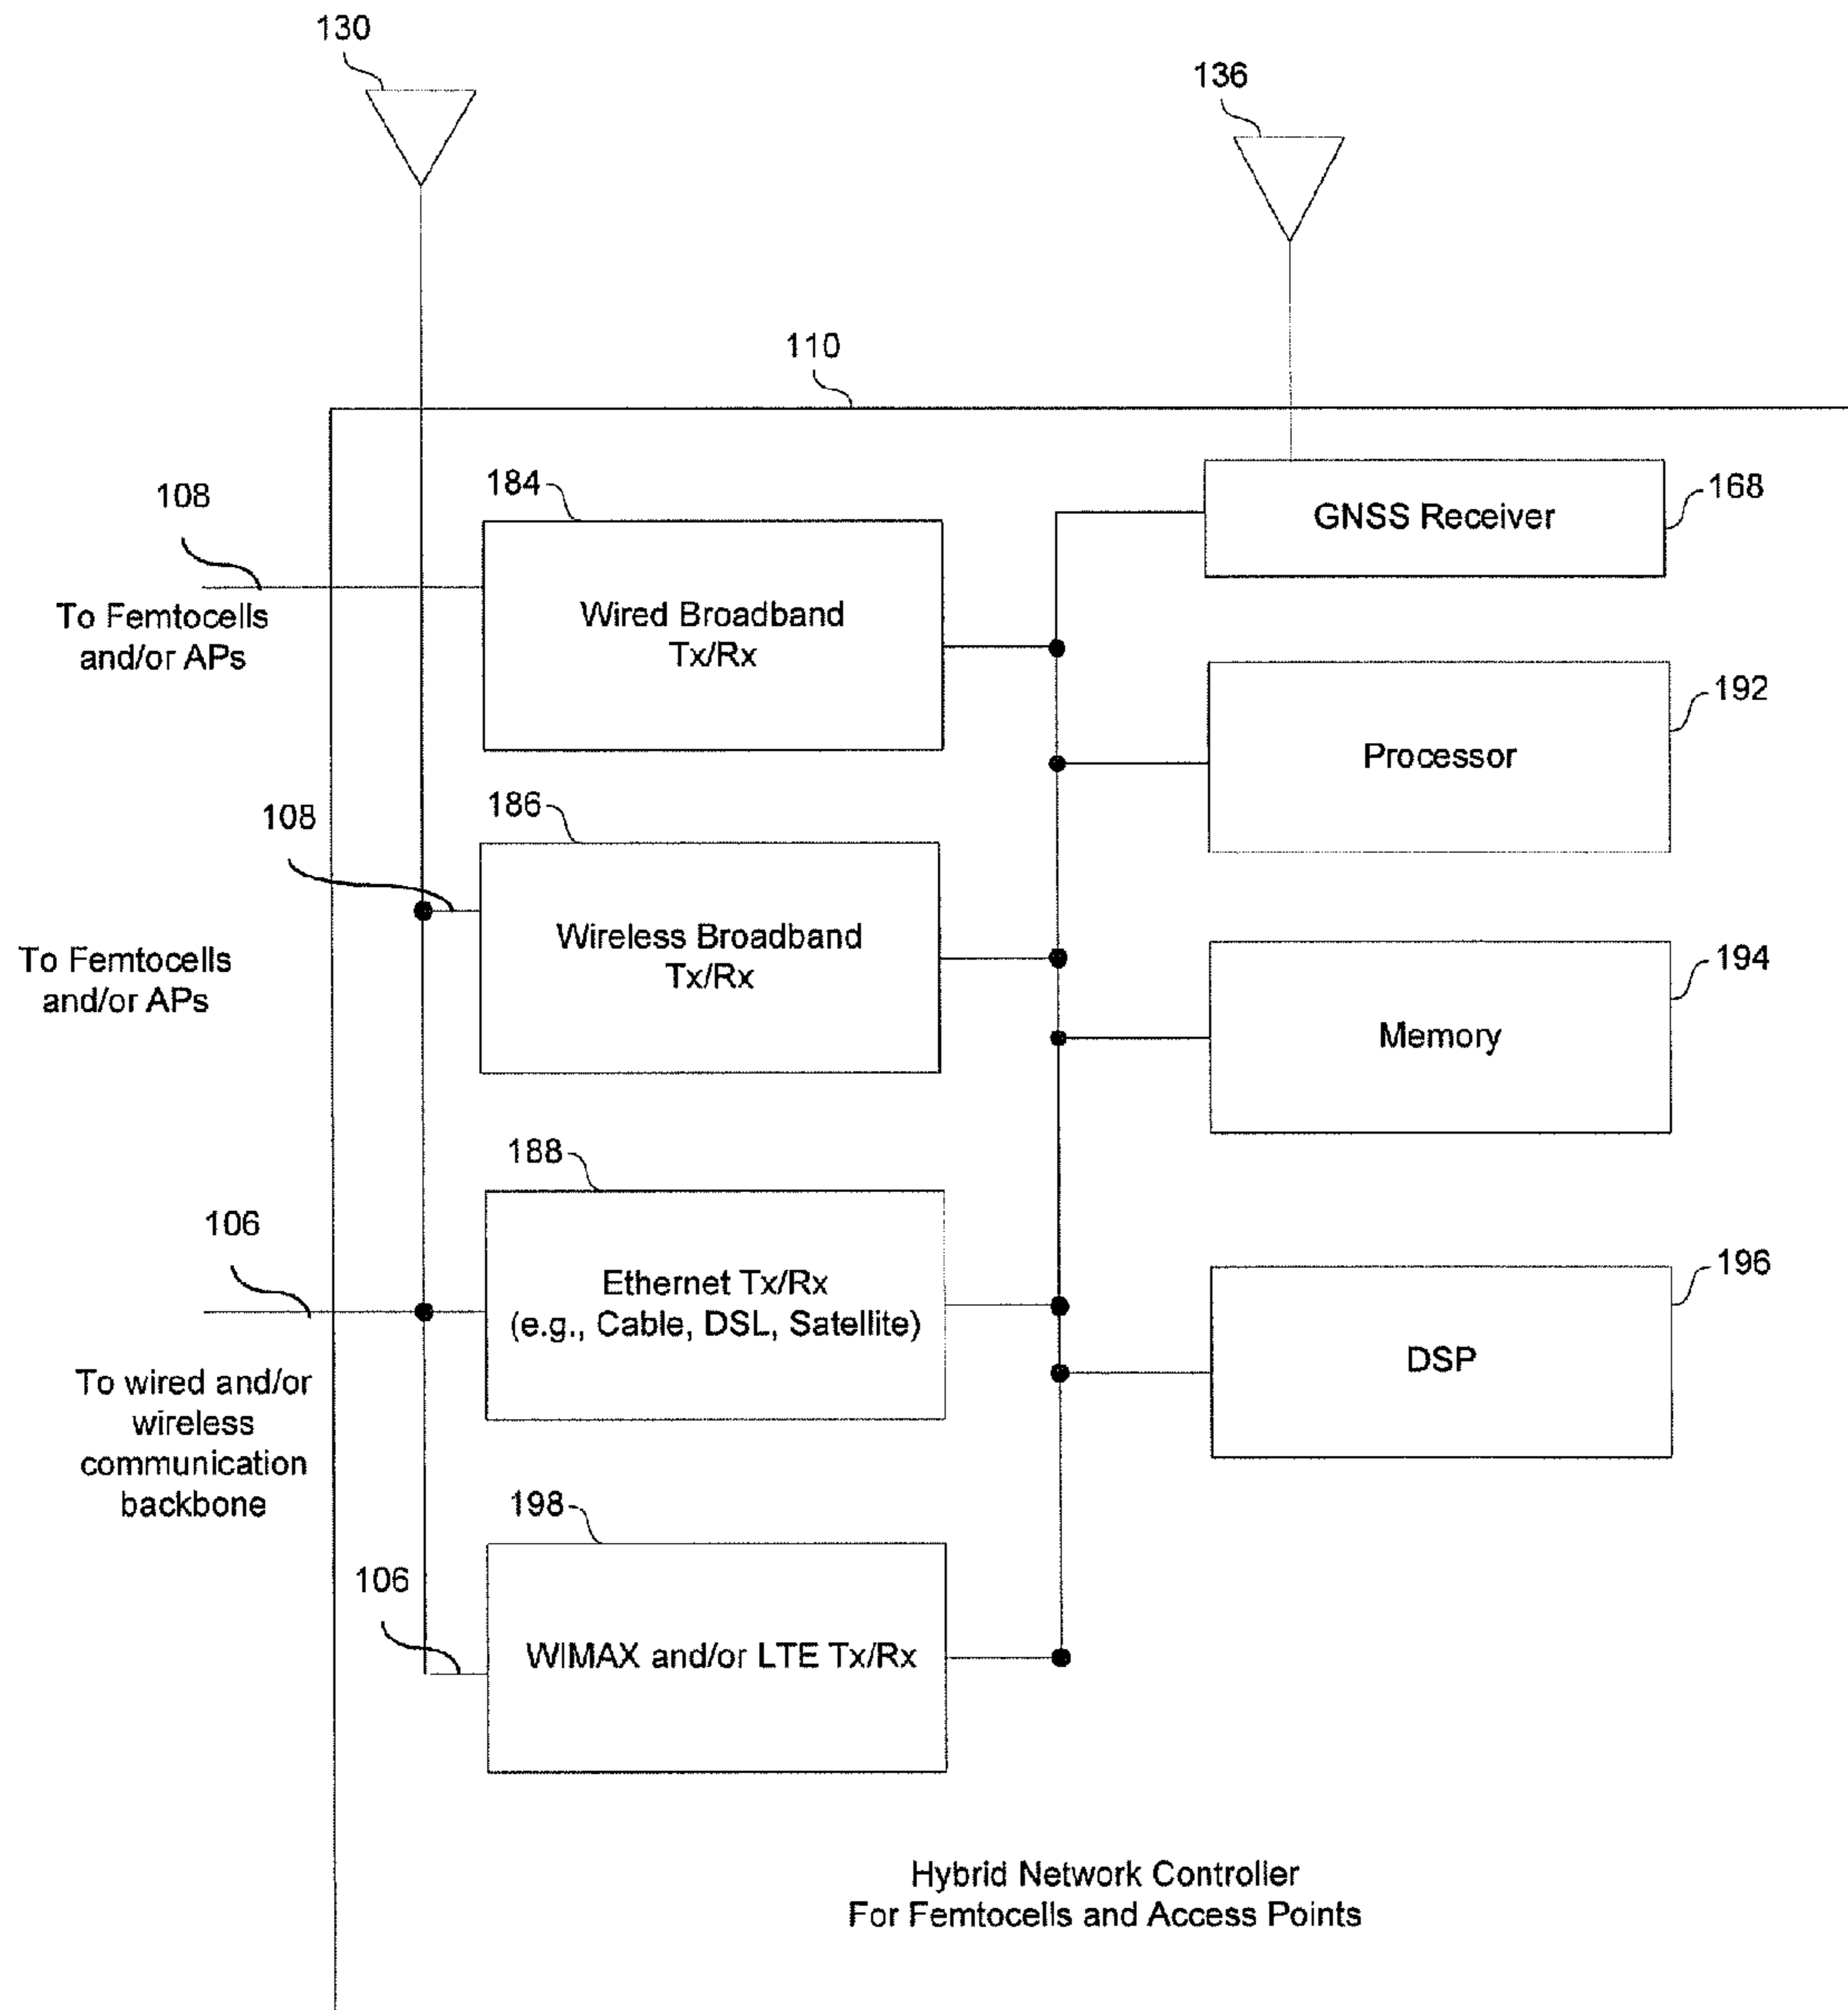 130
136
110
108
184
168
GNSS Receiver
To Femtocells
and/or APs
Wired Broadband
Tx/Rx
192
Processor
108
186
To Femtocells
and/or APs
Wireless Broadband
Tx/Rx
194
Memory
106
188
Ethernet Tx/Rx
(e.g., Cable, DSL, Satellite)
196
DSP
To wired and/or
wireless
communication
backbone
198
106
WIMAX and/or LTE Tx/Rx
Hybrid Network Controller
For Femtocells and Access Points